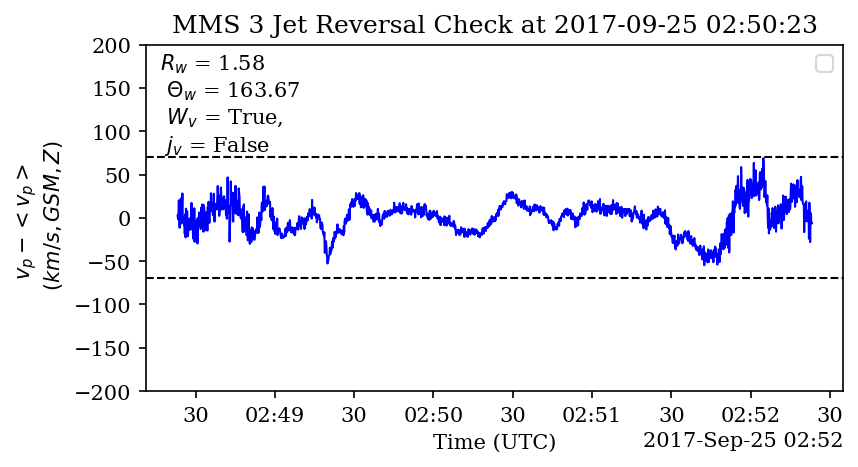 MMS 3 Jet Reversal Check at 2017-09-25 02:50:23
R_w = 1.58
Θ_w = 163.67
W_v = True,
j_v = False
v_p − < v_p >
(km/s, GSM, Z)
200
150
100
50
0
−50
−100
−150
−200
30 02:49 30 02:50 30 02:51 30 02:52 30
Time (UTC)
2017-Sep-25 02:52